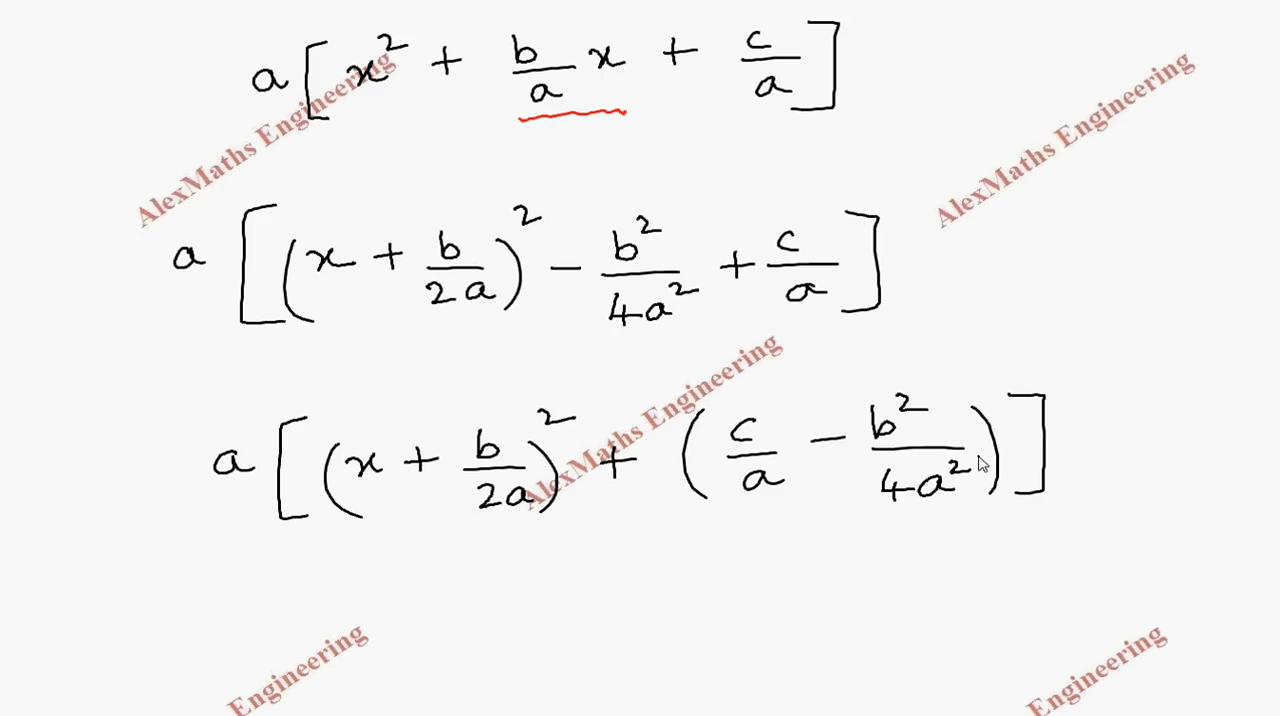 a[x² + b/a x + c/a]
AlexMaths Engineering
AlexMaths Engineering
a[(x + b/2a)² - b²/4a² + c/a]
a[(x + b/2a)² + (c/a - b²/4a²)]
AlexMaths Engineering
Engineering
Engineering